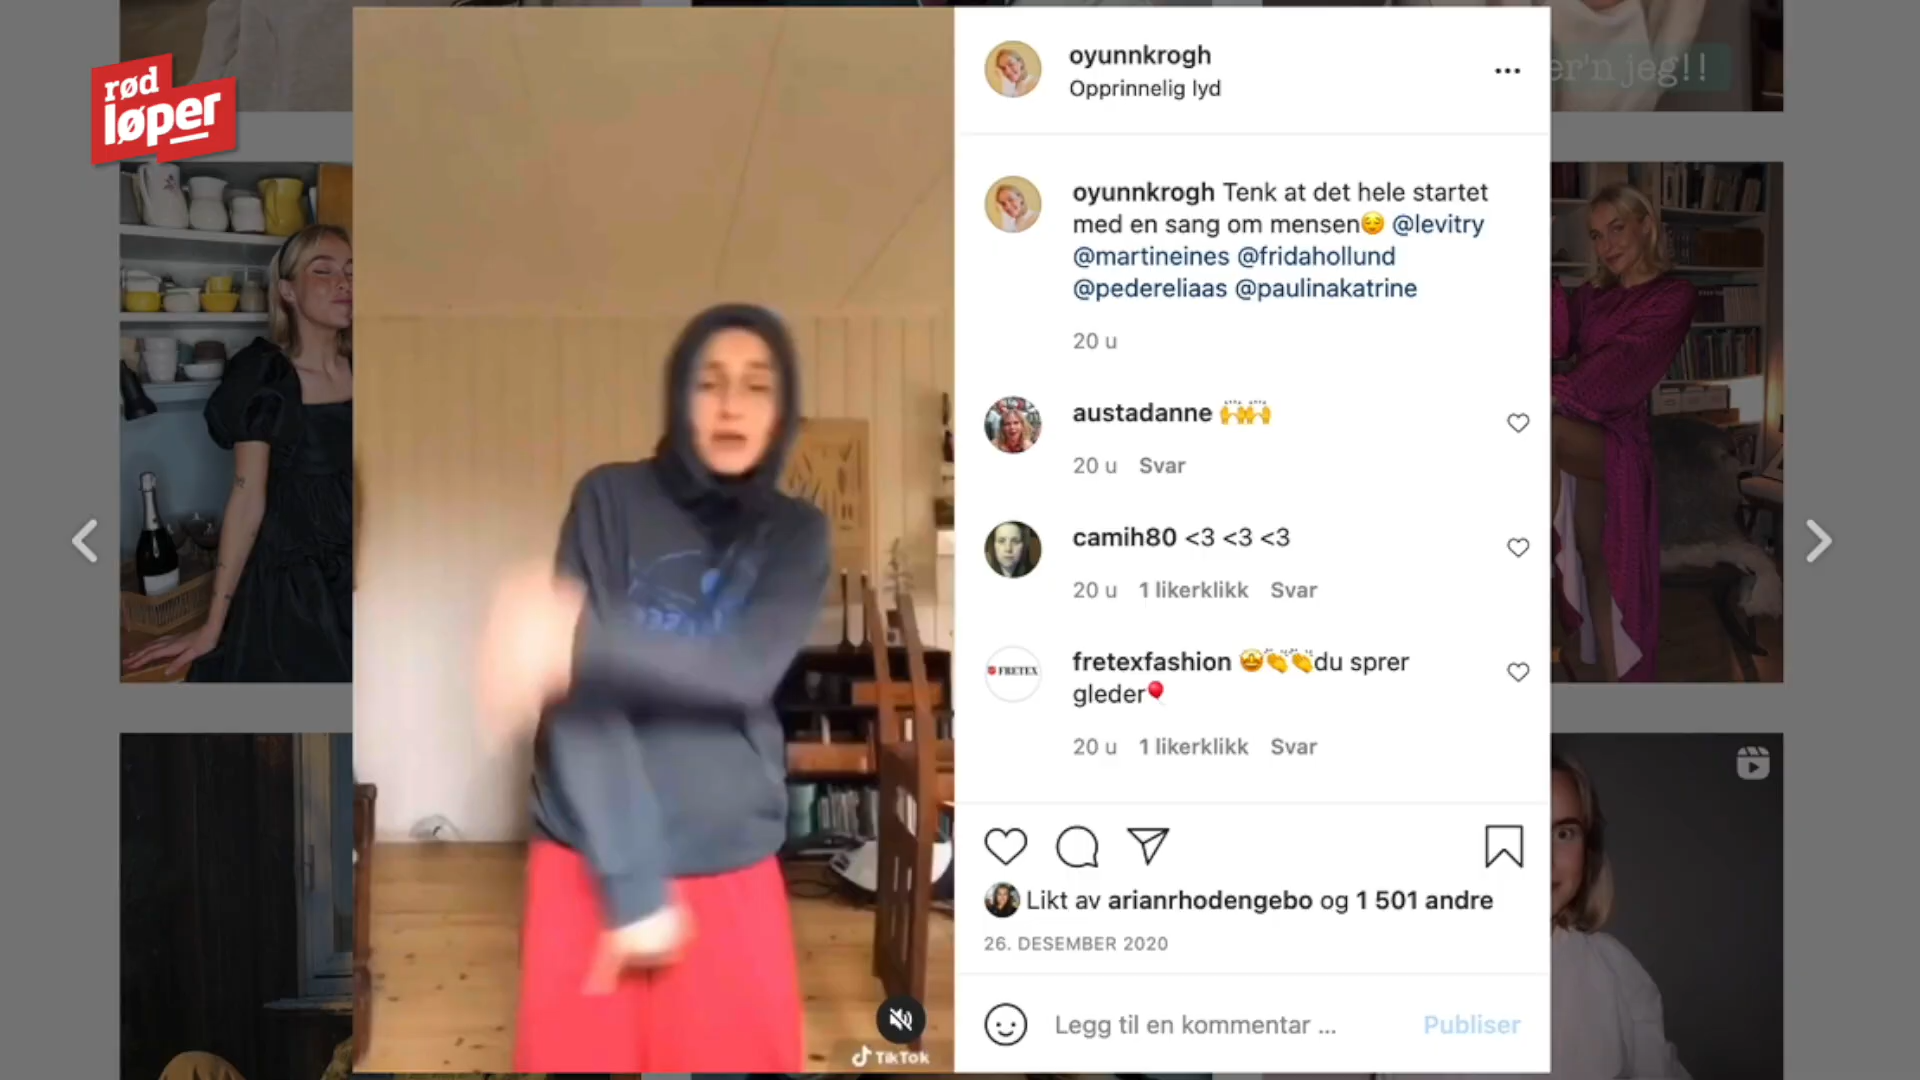 rød
løper
er'n jeg!!
oyunnkrogh
Opprinnelig lyd
oyunnkrogh Tenk at det hele startet
med en sang om mensen😔 @levitry
@martineines @fridahollund
@pedereliaas @paulinakatrine
20 u
austadanne 🙌🙌
20 u Svar
camih80 <3 <3 <3
20 u 1 likerklikk Svar
FRETEX
fretexfashion 🤩👏👏du sprer
gleder🎈
20 u 1 likerklikk Svar
Likt av arianrhodengebo og 1 501 andre
26. DESEMBER 2020
Legg til en kommentar ...
Publiser
TikTok